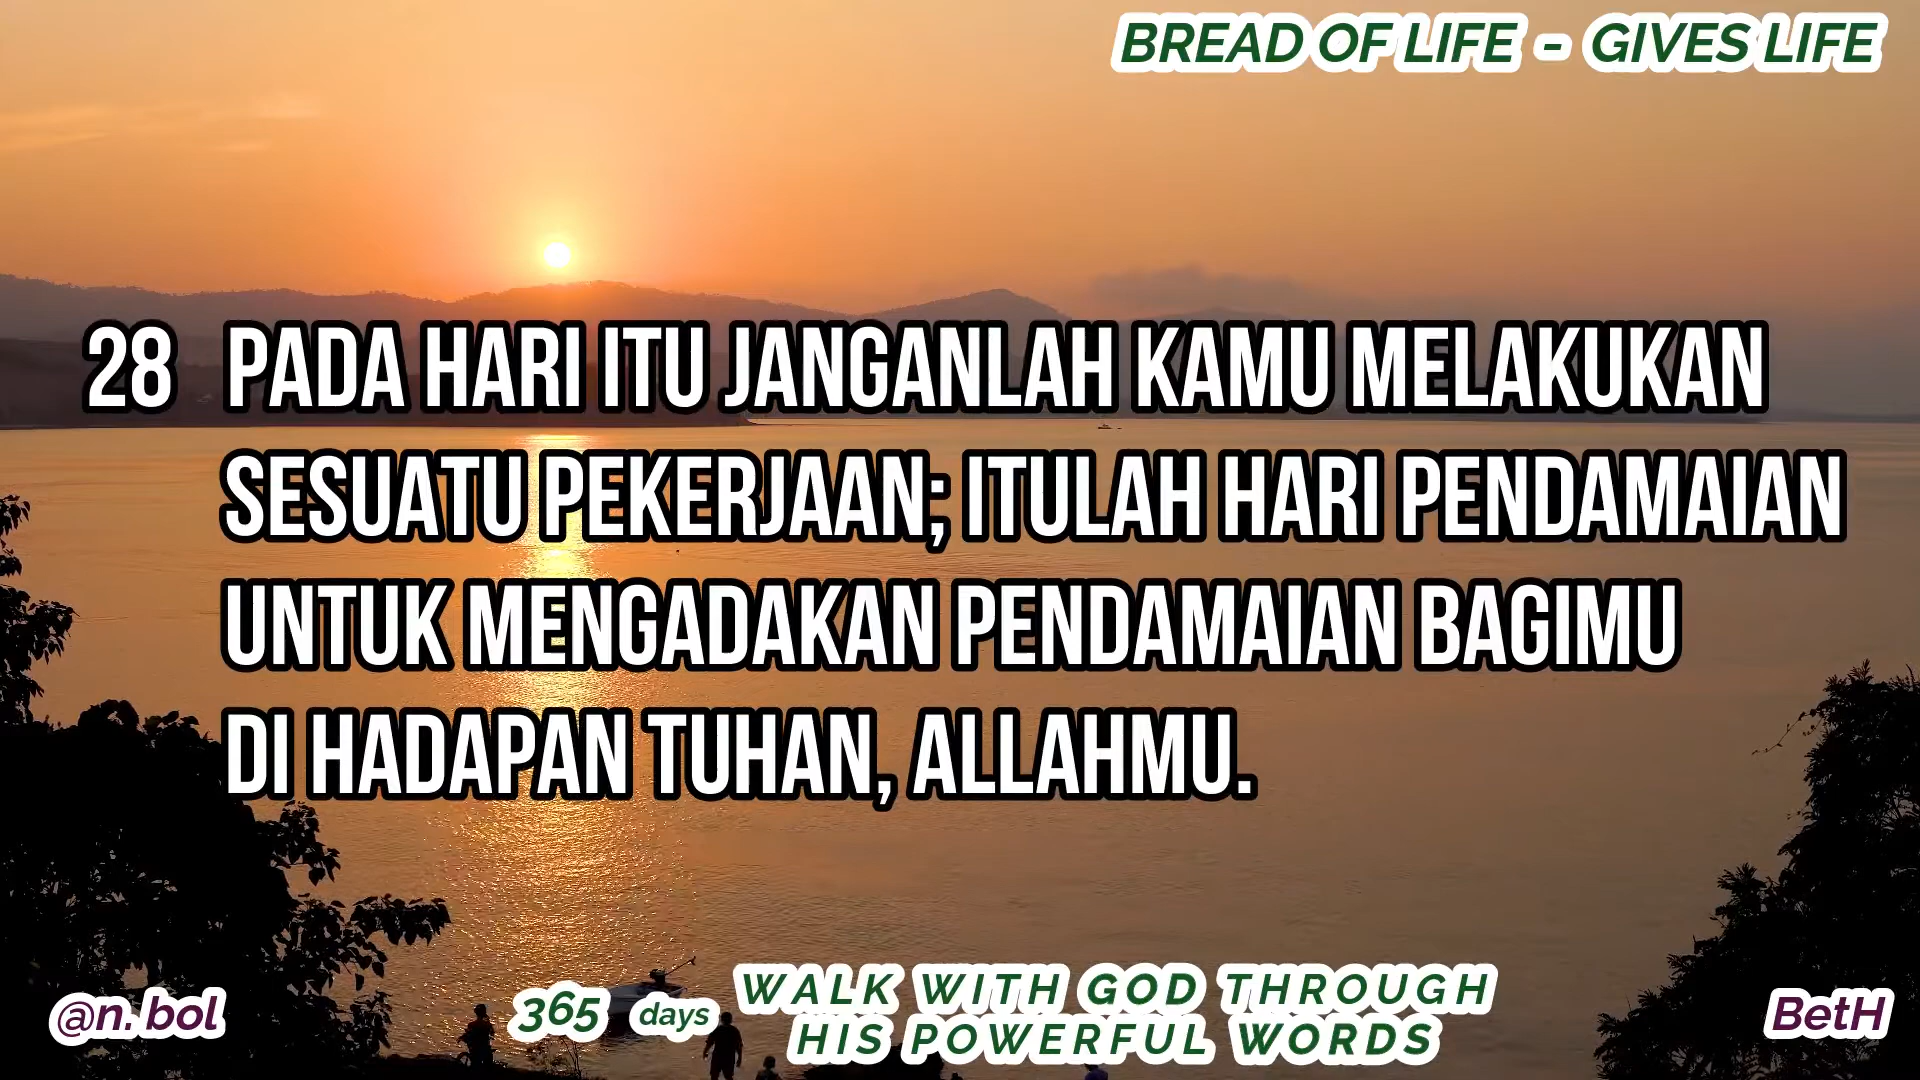 BREAD OF LIFE - GIVES LIFE
28 PADA HARI ITU JANGANLAH KAMU MELAKUKAN
SESUATU PEKERJAAN; ITULAH HARI PENDAMAIAN
UNTUK MENGADAKAN PENDAMAIAN BAGIMU
DI HADAPAN TUHAN, ALLAHMU.
@n.bol
365 days
WALK WITH GOD THROUGH
HIS POWERFUL WORDS
BetH